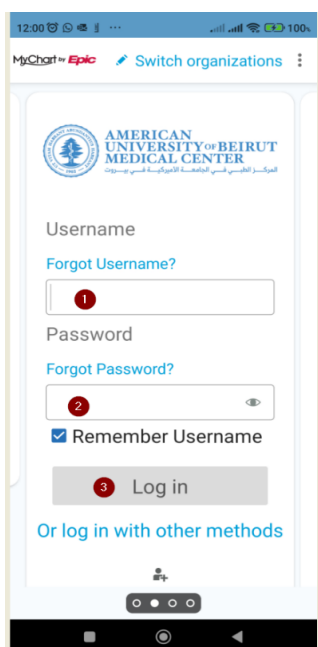 12:00
100%
MyChart by Epic
Switch organizations
AMERICAN
UNIVERSITY OF BEIRUT
MEDICAL CENTER
المركز الطبي في الجامعة الأميركية في بيروت
Username
Forgot Username?
1
Password
Forgot Password?
2
Remember Username
3 Log in
Or log in with other methods